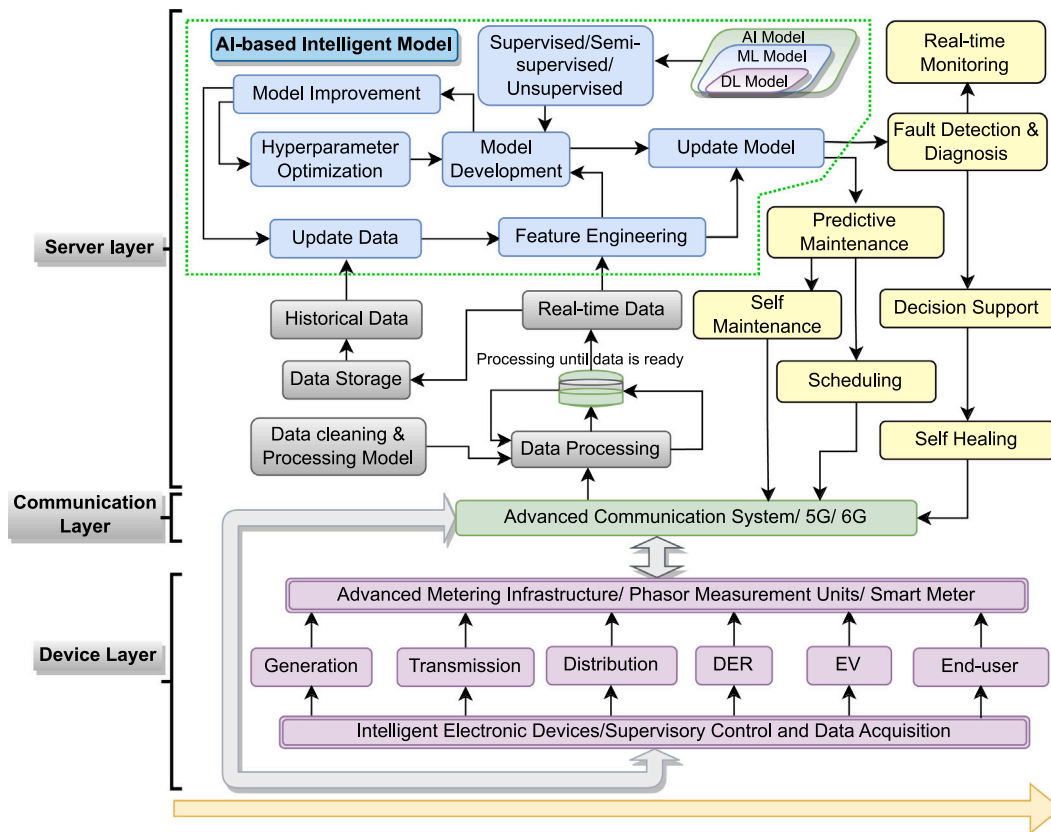 AI-based Intelligent Model
Supervised/Semi-
supervised/
Unsupervised
AI Model
ML Model
DL Model
Real-time
Monitoring
Model Improvement
Hyperparameter
Optimization
Model
Development
Update Model
Fault Detection &
Diagnosis
Update Data
Feature Engineering
Predictive
Maintenance
Server layer
Historical Data
Real-time Data
Self
Maintenance
Decision Support
Processing until data is ready
Data Storage
Scheduling
Data cleaning &
Processing Model
Data Processing
Self Healing
Communication
Layer
Advanced Communication System/ 5G/ 6G
Advanced Metering Infrastructure/ Phasor Measurement Units/ Smart Meter
Device Layer
Generation
Transmission
Distribution
DER
EV
End-user
Intelligent Electronic Devices/Supervisory Control and Data Acquisition